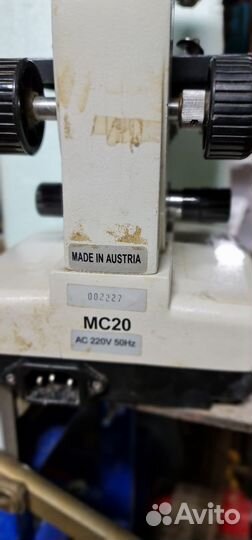 MADE IN AUSTRIA
002227
MC20
AC 220V 50Hz
Avito